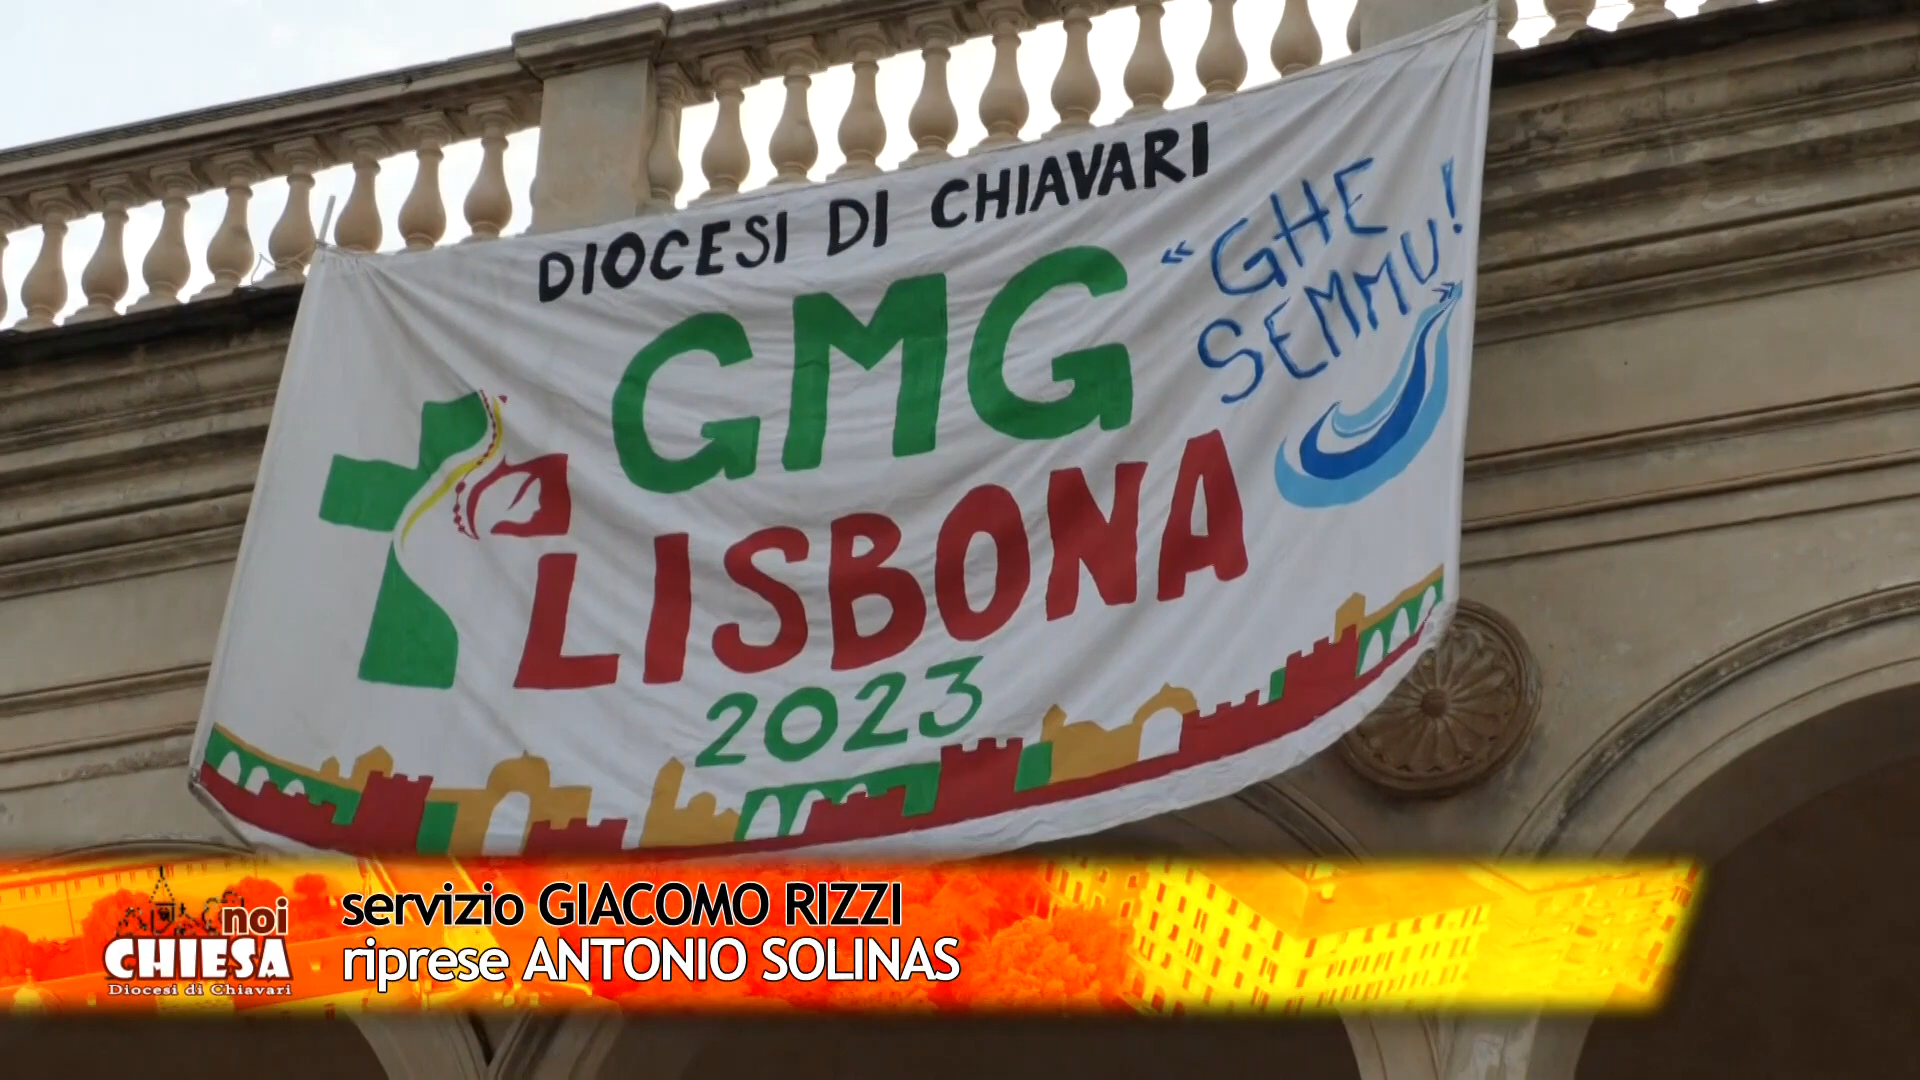 DIOCESI DI CHIAVARI
GMG
LISBONA
2023
"GHE
SEMMU!"
noi
CHIESA
Diocesi di Chiavari
servizio GIACOMO RIZZI
riprese ANTONIO SOLINAS